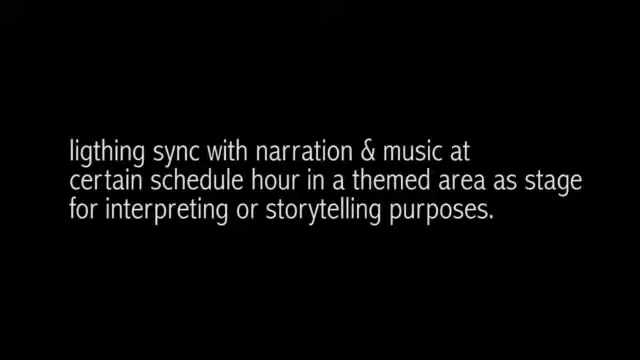 ligthing sync with narration & music at
certain schedule hour in a themed area as stage
for interpreting or storytelling purposes.